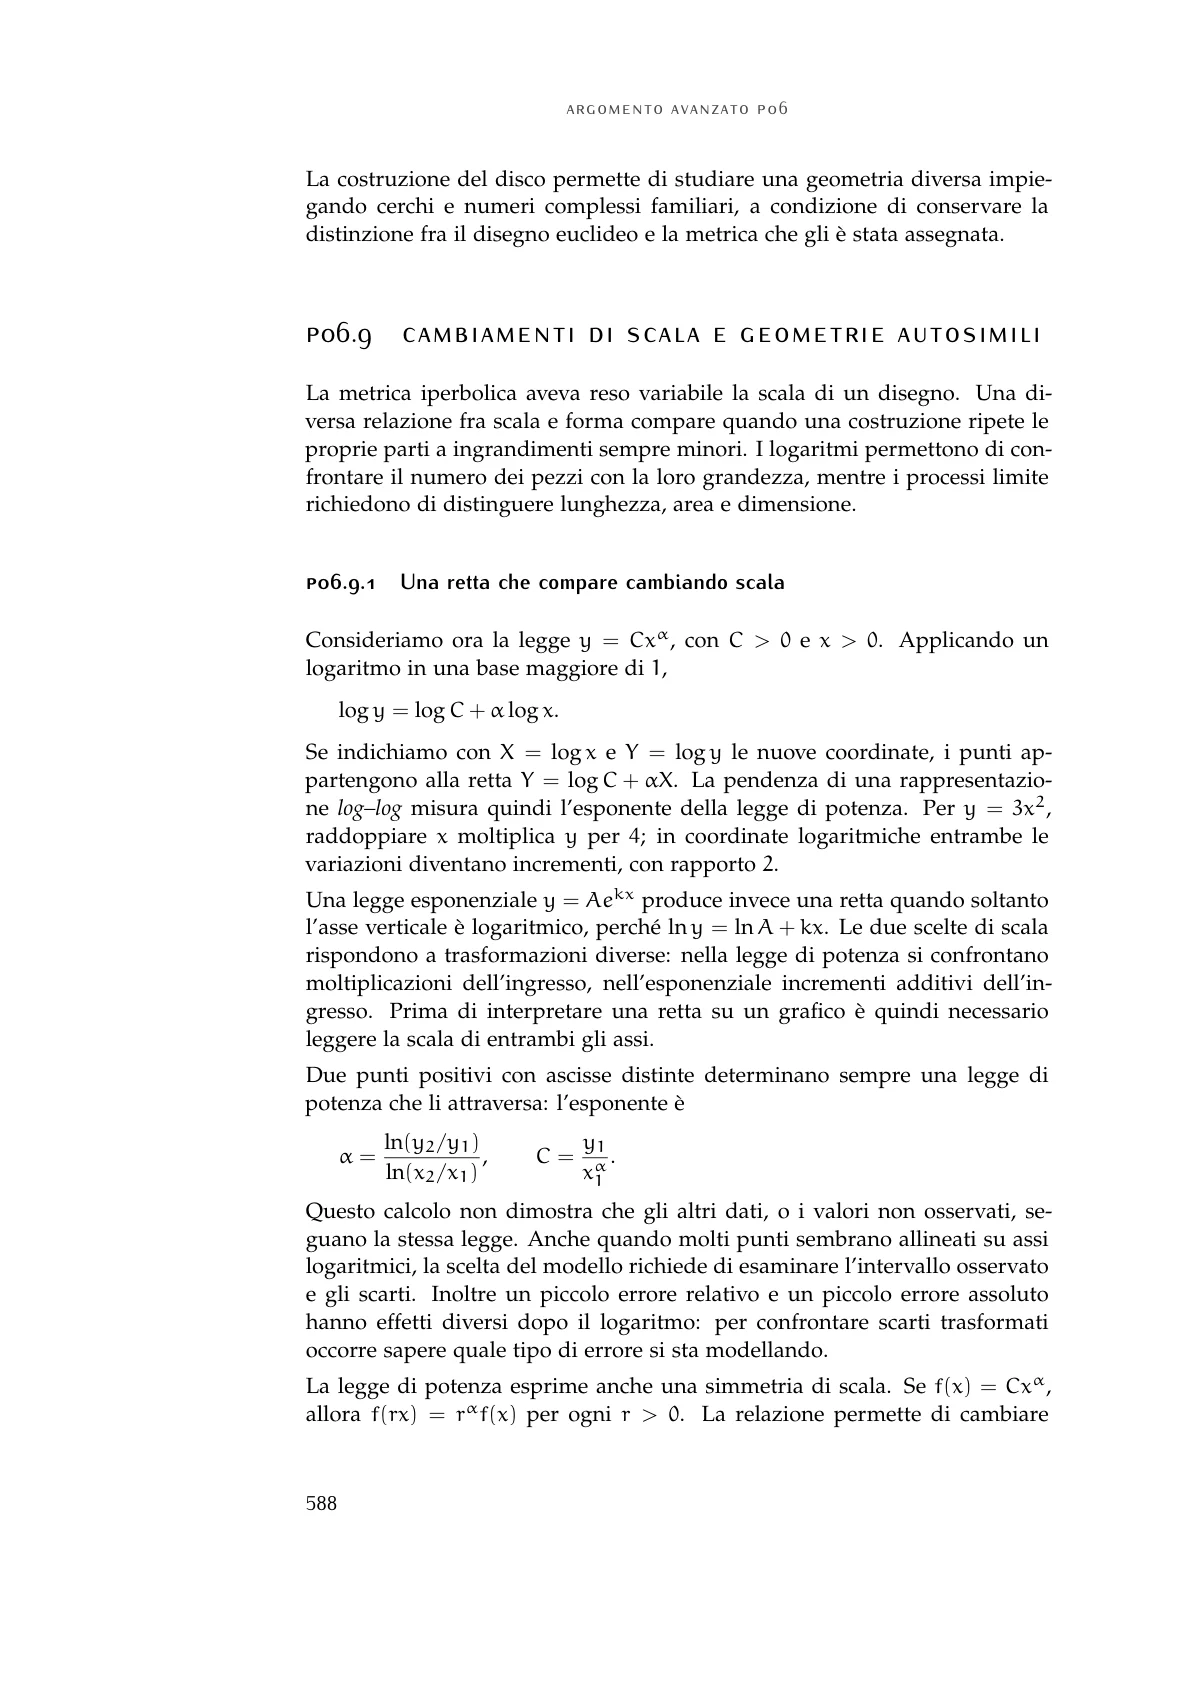 ARGOMENTO AVANZATO P06
La costruzione del disco permette di studiare una geometria diversa impie-
gando cerchi e numeri complessi familiari, a condizione di conservare la
distinzione fra il disegno euclideo e la metrica che gli è stata assegnata.
P06.9 CAMBIAMENTI DI SCALA E GEOMETRIE AUTOSIMILI
La metrica iperbolica aveva reso variabile la scala di un disegno. Una di-
versa relazione fra scala e forma compare quando una costruzione ripete le
proprie parti a ingrandimenti sempre minori. I logaritmi permettono di con-
frontare il numero dei pezzi con la loro grandezza, mentre i processi limite
richiedono di distinguere lunghezza, area e dimensione.
P06.9.1 Una retta che compare cambiando scala
Consideriamo ora la legge y = Cx^α, con C > 0 e x > 0. Applicando un
logaritmo in una base maggiore di 1,
log y = log C + α log x.
Se indichiamo con X = log x e Y = log y le nuove coordinate, i punti ap-
partengono alla retta Y = log C + αX. La pendenza di una rappresentazio-
ne log–log misura quindi l'esponente della legge di potenza. Per y = 3x²,
raddoppiare x moltiplica y per 4; in coordinate logaritmiche entrambe le
variazioni diventano incrementi, con rapporto 2.
Una legge esponenziale y = Ae^{kx} produce invece una retta quando soltanto
l'asse verticale è logaritmico, perché ln y = ln A + kx. Le due scelte di scala
rispondono a trasformazioni diverse: nella legge di potenza si confrontano
moltiplicazioni dell'ingresso, nell'esponenziale incrementi additivi dell'in-
gresso. Prima di interpretare una retta su un grafico è quindi necessario
leggere la scala di entrambi gli assi.
Due punti positivi con ascisse distinte determinano sempre una legge di
potenza che li attraversa: l'esponente è
α = ln(y₂/y₁) / ln(x₂/x₁), C = y₁ / x₁^α.
Questo calcolo non dimostra che gli altri dati, o i valori non osservati, se-
guano la stessa legge. Anche quando molti punti sembrano allineati su assi
logaritmici, la scelta del modello richiede di esaminare l'intervallo osservato
e gli scarti. Inoltre un piccolo errore relativo e un piccolo errore assoluto
hanno effetti diversi dopo il logaritmo: per confrontare scarti trasformati
occorre sapere quale tipo di errore si sta modellando.
La legge di potenza esprime anche una simmetria di scala. Se f(x) = Cx^α,
allora f(rx) = r^α f(x) per ogni r > 0. La relazione permette di cambiare
588